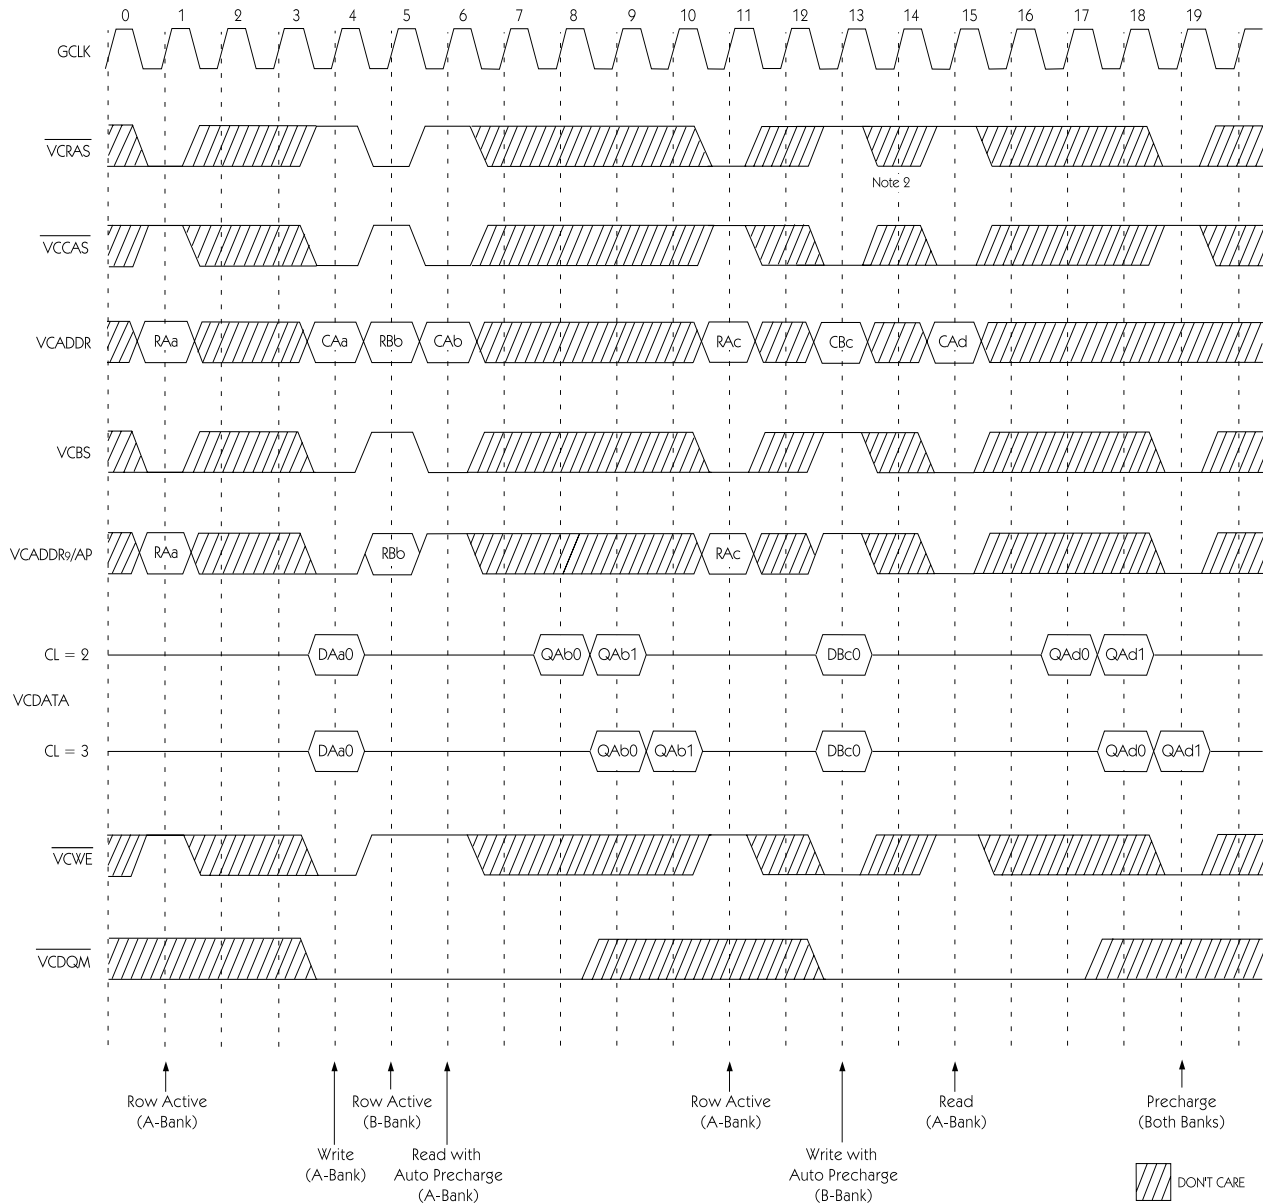 0 1 2 3 4 5 6 7 8 9 10 11 12 13 14 15 16 17 18 19
GCLK
VCRAS
Note 2
VCCAS
VCADDR RAa CAa RBb CAb RAc CBc CAd
VCBS
VCADDR9/AP RAa RBb RAc
CL = 2 DAa0 QAb0 QAb1 DBc0 QAd0 QAd1
VCDATA
CL = 3 DAa0 QAb0 QAb1 DBc0 QAd0 QAd1
VCWE
VCDQM
Row Active
(A-Bank)
Row Active
(B-Bank)
Row Active
(A-Bank)
Read
(A-Bank)
Precharge
(Both Banks)
Write
(A-Bank)
Read with
Auto Precharge
(A-Bank)
Write with
Auto Precharge
(B-Bank)
DON'T CARE